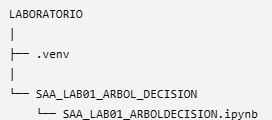 LABORATORIO
│
├── .venv
│
└── SAA_LAB01_ARBOL_DECISION
    └── SAA_LAB01_ARBOLDECISION.ipynb